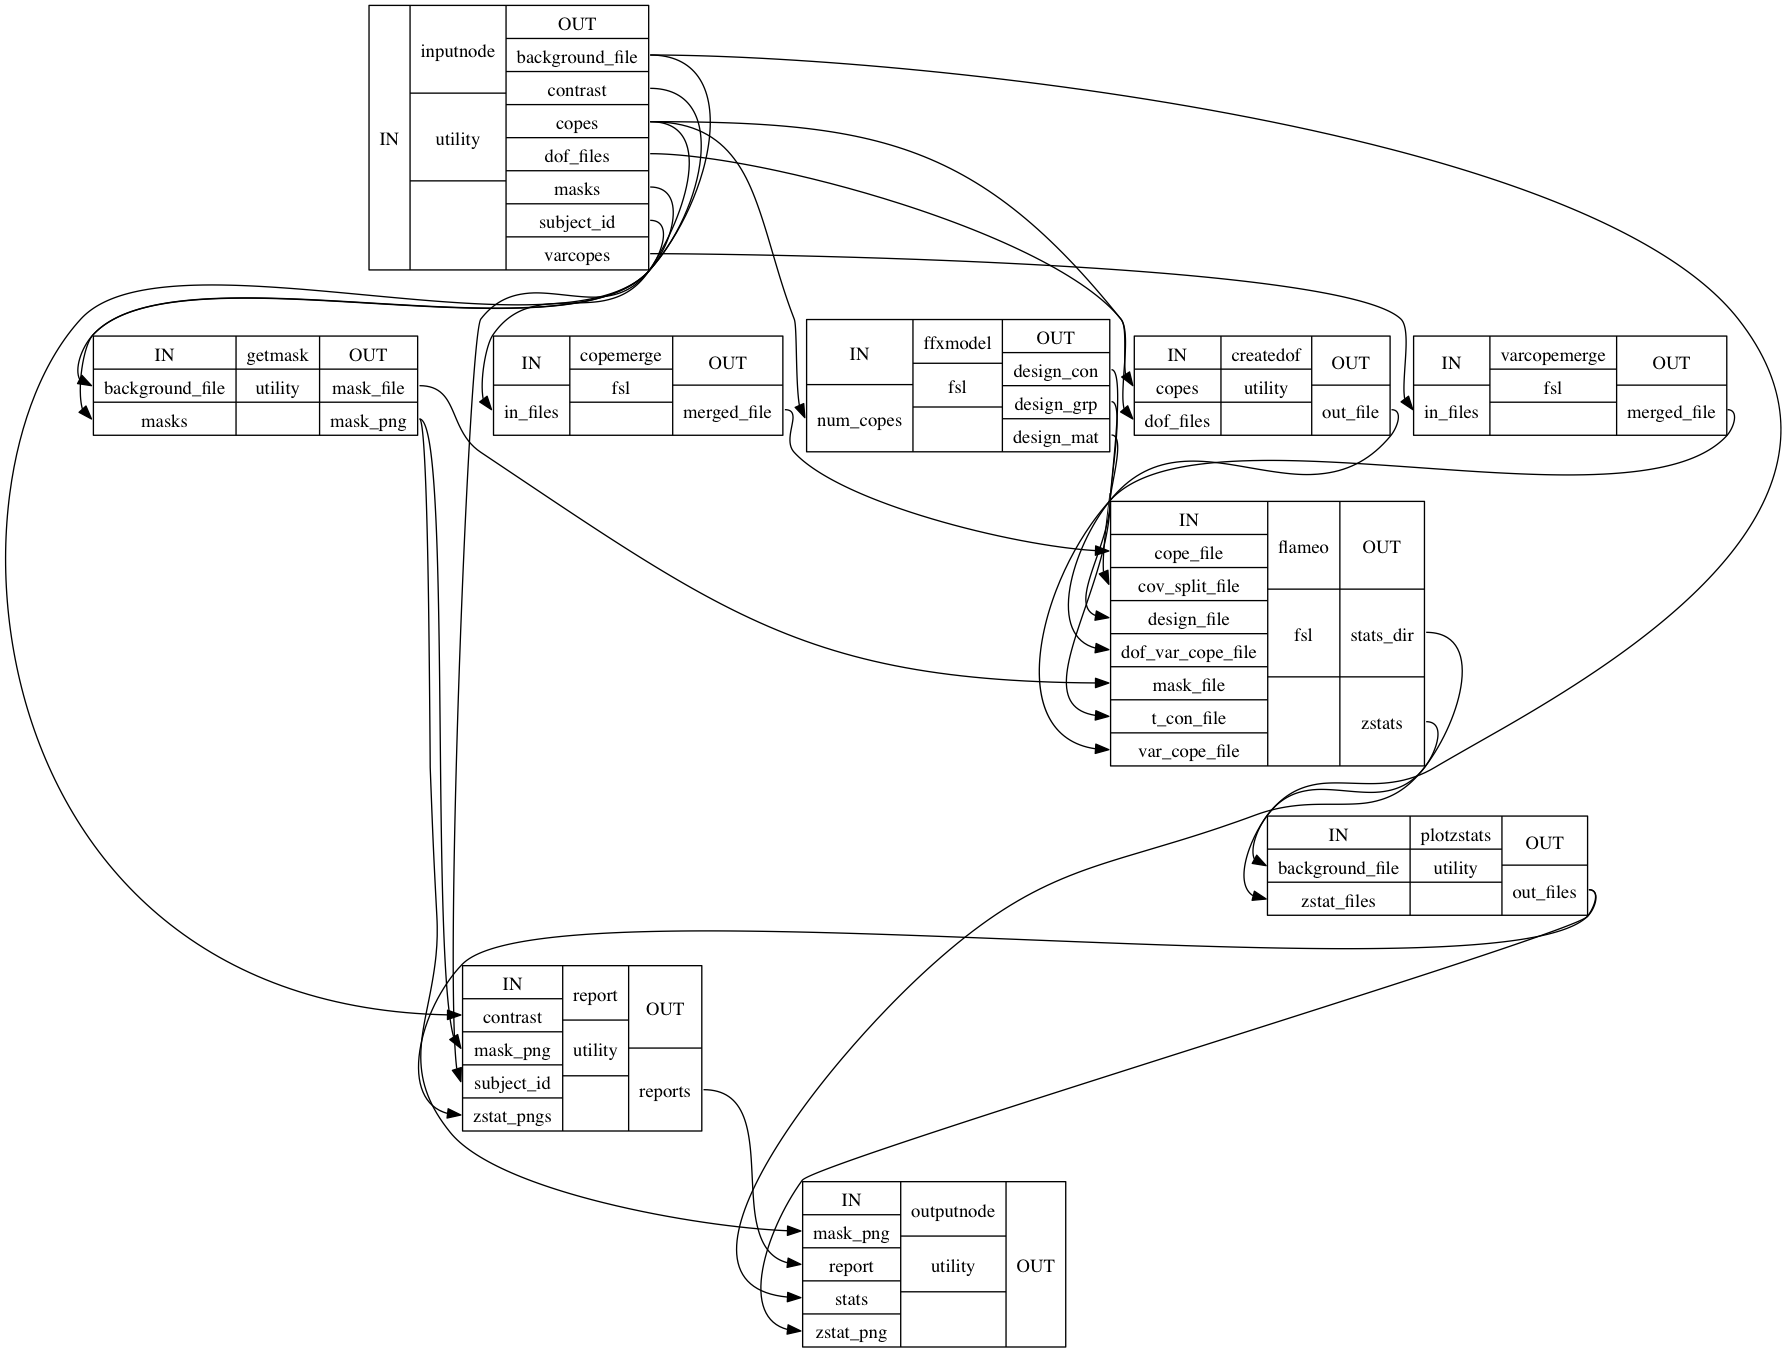 IN
inputnode
utility
OUT
background_file
contrast
copes
dof_files
masks
subject_id
varcopes
IN
background_file
masks
getmask
utility
OUT
mask_file
mask_png
IN
in_files
copemerge
fsl
OUT
merged_file
IN
num_copes
ffxmodel
fsl
OUT
design_con
design_grp
design_mat
IN
copes
dof_files
createdof
utility
OUT
out_file
IN
in_files
varcopemerge
fsl
OUT
merged_file
IN
cope_file
cov_split_file
design_file
dof_var_cope_file
mask_file
t_con_file
var_cope_file
flameo
fsl
OUT
stats_dir
zstats
IN
background_file
zstat_files
plotzstats
utility
OUT
out_files
IN
contrast
mask_png
subject_id
zstat_pngs
report
utility
OUT
reports
IN
mask_png
report
stats
zstat_png
outputnode
utility
OUT